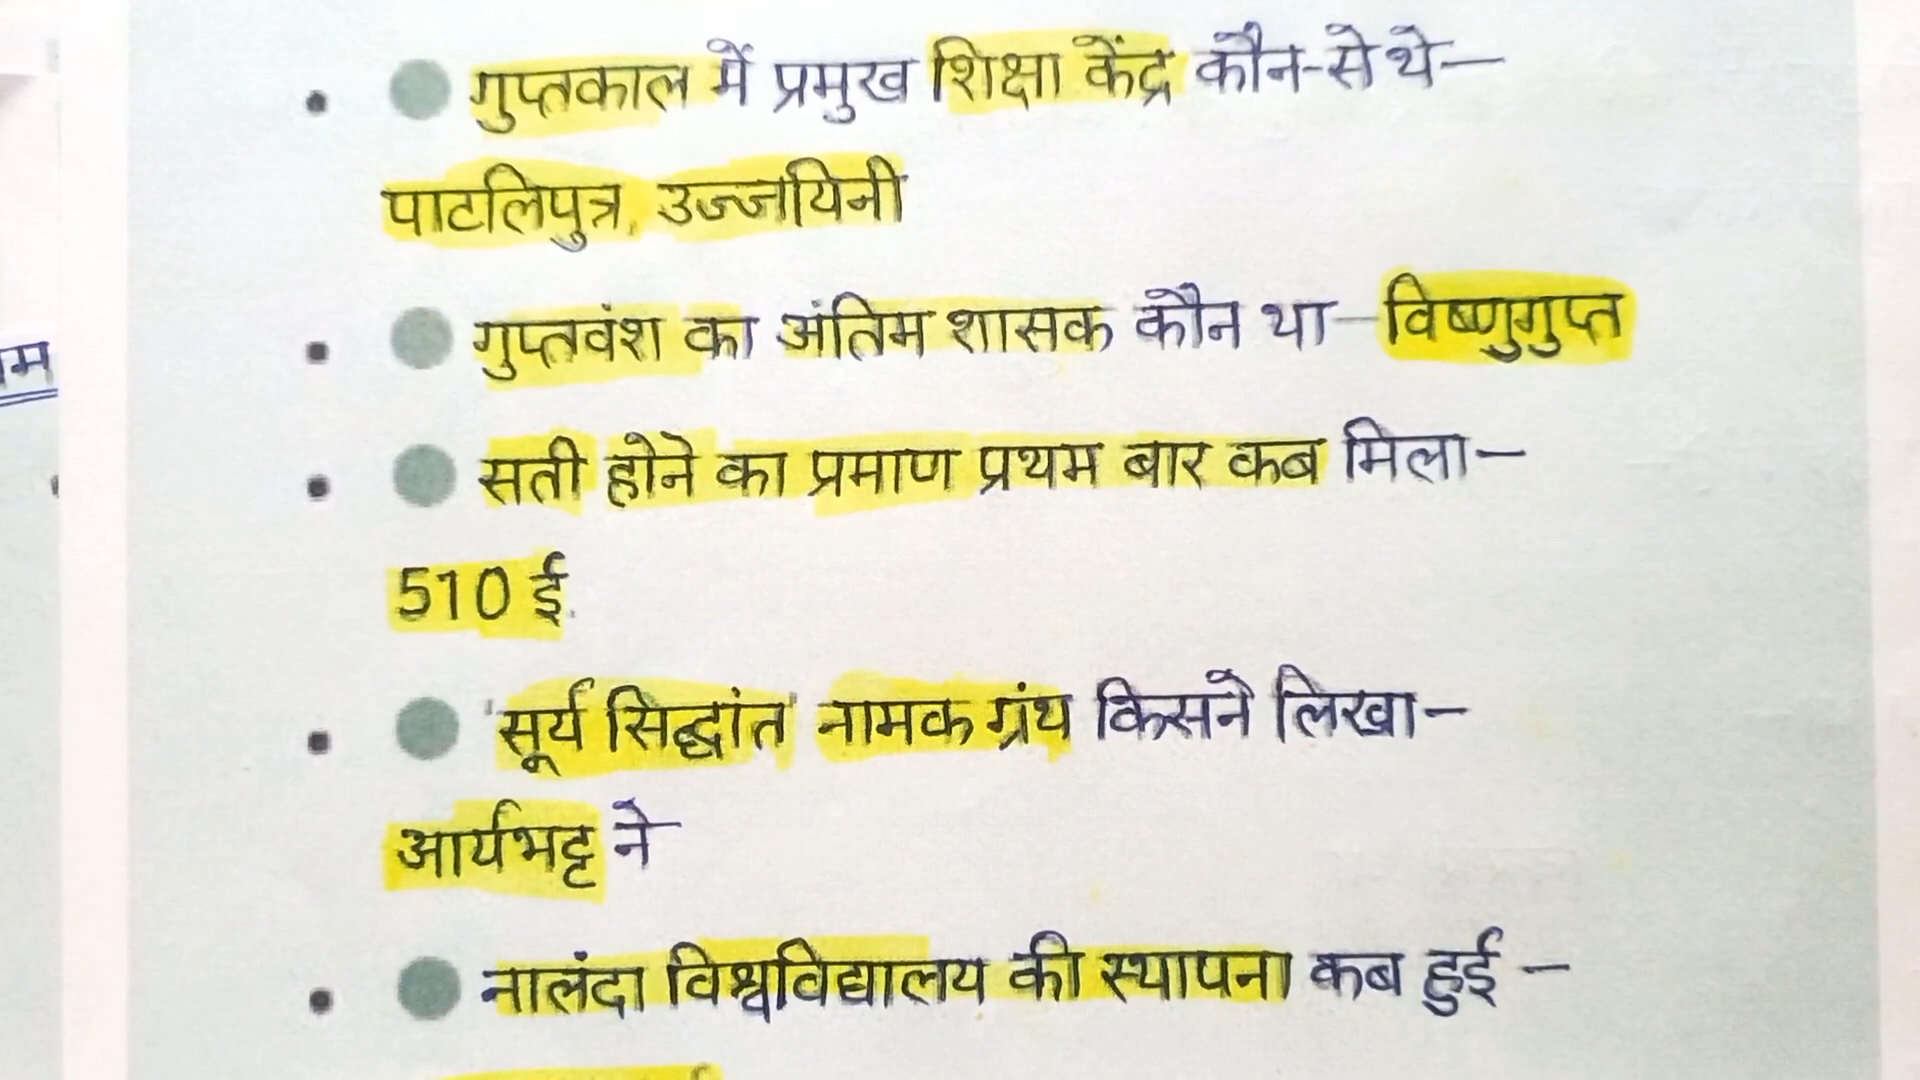 गुप्तकाल में प्रमुख शिक्षा केंद्र कौन-से थे—
पाटलिपुत्र, उज्जयिनी
गुप्तवंश का अंतिम शासक कौन था—विष्णुगुप्त
सती होने का प्रमाण प्रथम बार कब मिला—
510 ई.
'सूर्य सिद्धांत' नामक ग्रंथ किसने लिखा—
आर्यभट्ट ने
नालंदा विश्वविद्यालय की स्थापना कब हुई —